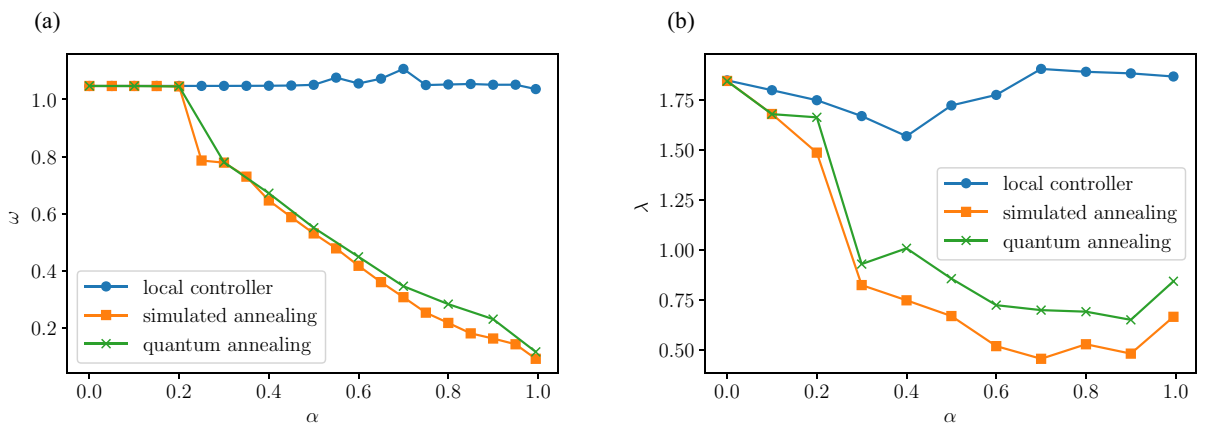 (a)
1.0
0.8
0.6
0.4
0.2
ω
local controller
simulated annealing
quantum annealing
0.0 0.2 0.4 0.6 0.8 1.0
α
(b)
1.75
1.50
1.25
1.00
0.75
0.50
λ
local controller
simulated annealing
quantum annealing
0.0 0.2 0.4 0.6 0.8 1.0
α